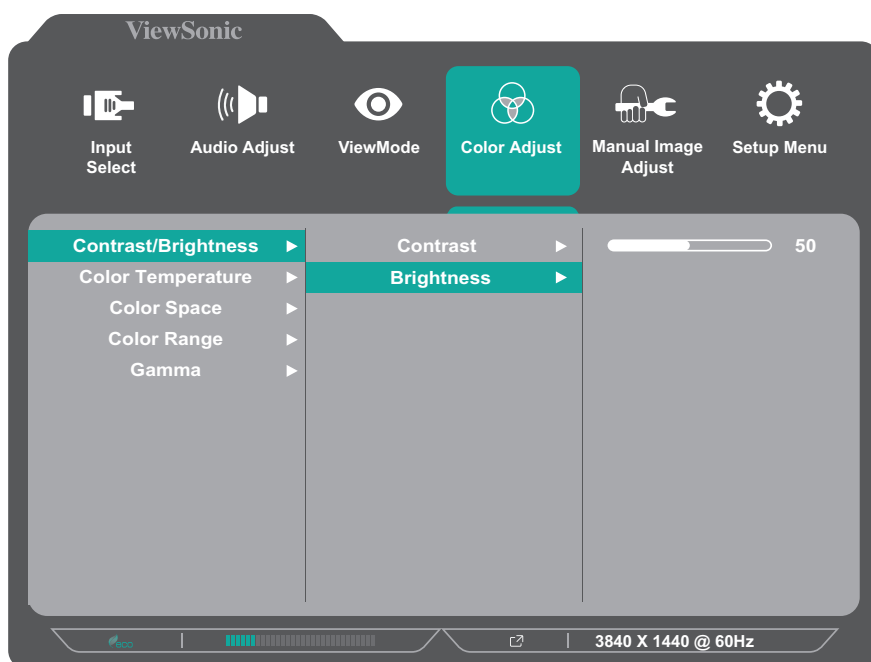 ViewSonic
Input
Select
Audio Adjust
ViewMode
Color Adjust
Manual Image
Adjust
Setup Menu
Contrast/Brightness
Contrast
50
Color Temperature
Brightness
Color Space
Color Range
Gamma
eco
3840 X 1440 @ 60Hz